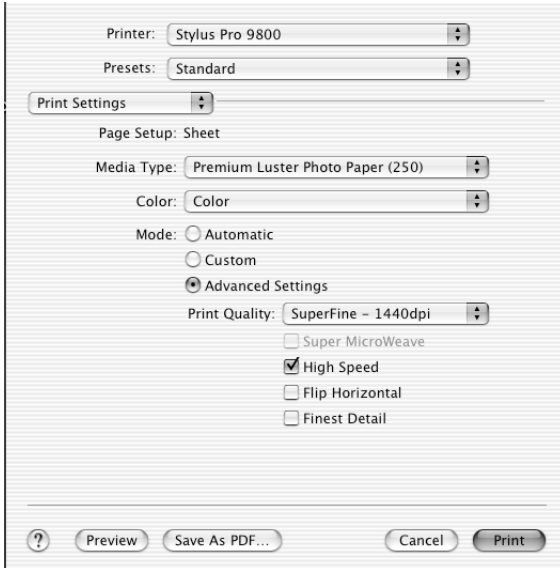 Printer: Stylus Pro 9800
Presets: Standard
Print Settings
Page Setup: Sheet
Media Type: Premium Luster Photo Paper (250)
Color: Color
Mode: Automatic
Custom
Advanced Settings
Print Quality: SuperFine – 1440dpi
Super MicroWeave
High Speed
Flip Horizontal
Finest Detail
? Preview Save As PDF... Cancel Print